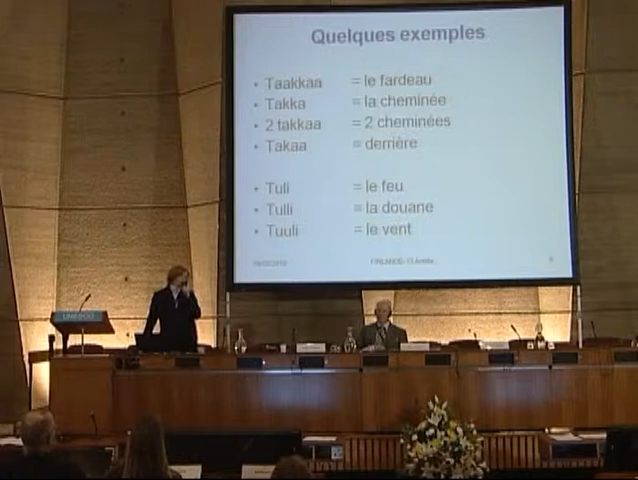 Quelques exemples
• Taakkaa = le fardeau
• Takka = la cheminée
• 2 takkaa = 2 cheminées
• Takaa = derrière
• Tuli = le feu
• Tulli = la douane
• Tuuli = le vent
UNESCO